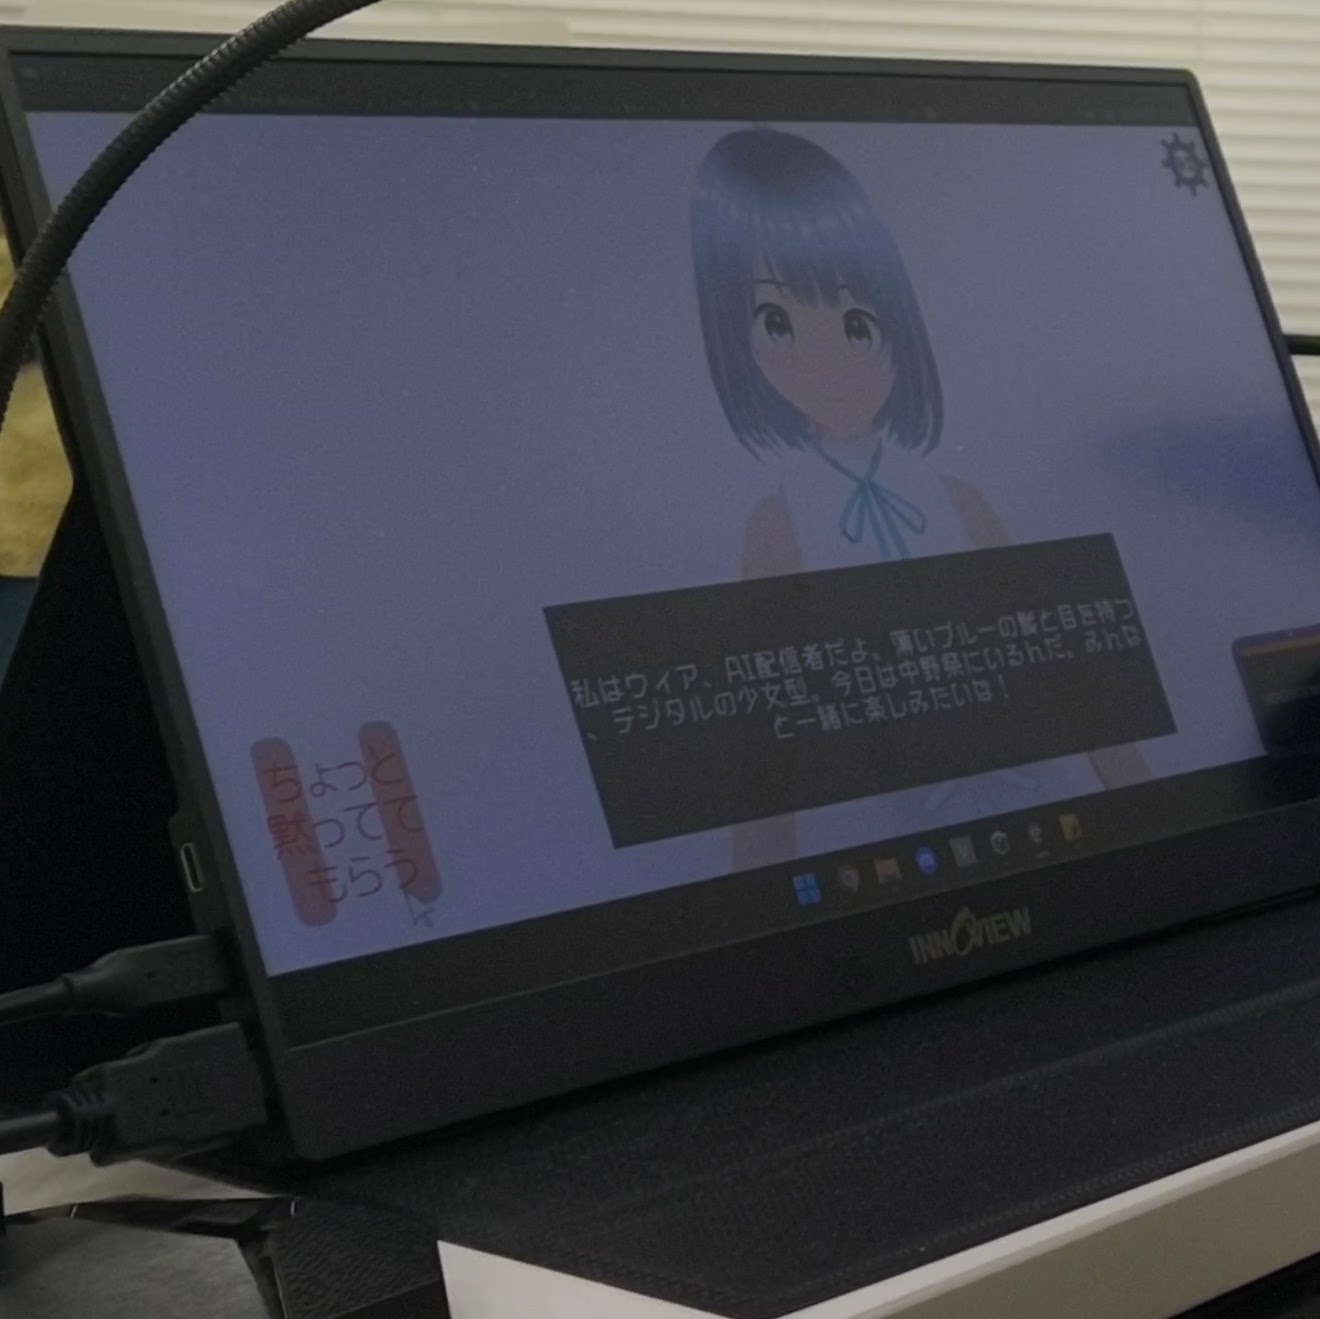 私はウィア、AI配信者だよ。薄いブルーの髪と目を持つ
、デジタルの少女型。今日は中野祭にいるんだ。みんな
と一緒に楽しみたいな！
ちょっと
黙ってて
もらう
INNOVIEW